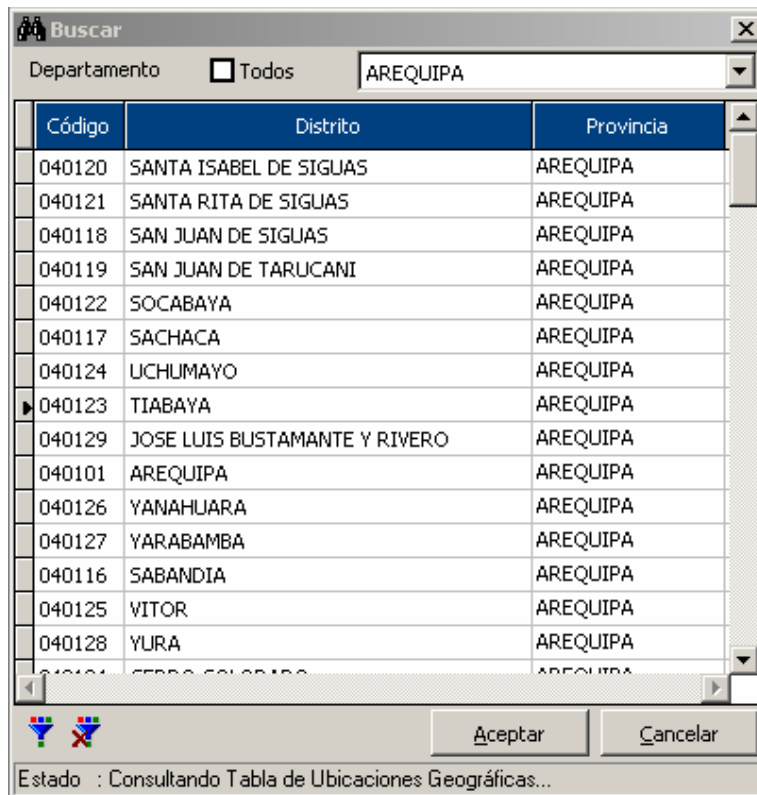 Buscar
Departamento Todos AREQUIPA
Código Distrito Provincia
040120 SANTA ISABEL DE SIGUAS AREQUIPA
040121 SANTA RITA DE SIGUAS AREQUIPA
040118 SAN JUAN DE SIGUAS AREQUIPA
040119 SAN JUAN DE TARUCANI AREQUIPA
040122 SOCABAYA AREQUIPA
040117 SACHACA AREQUIPA
040124 UCHUMAYO AREQUIPA
040123 TIABAYA AREQUIPA
040129 JOSE LUIS BUSTAMANTE Y RIVERO AREQUIPA
040101 AREQUIPA AREQUIPA
040126 YANAHUARA AREQUIPA
040127 YARABAMBA AREQUIPA
040116 SABANDIA AREQUIPA
040125 VITOR AREQUIPA
040128 YURA AREQUIPA
CERRO COLORADO AREQUIPA
Aceptar Cancelar
Estado : Consultando Tabla de Ubicaciones Geográficas...